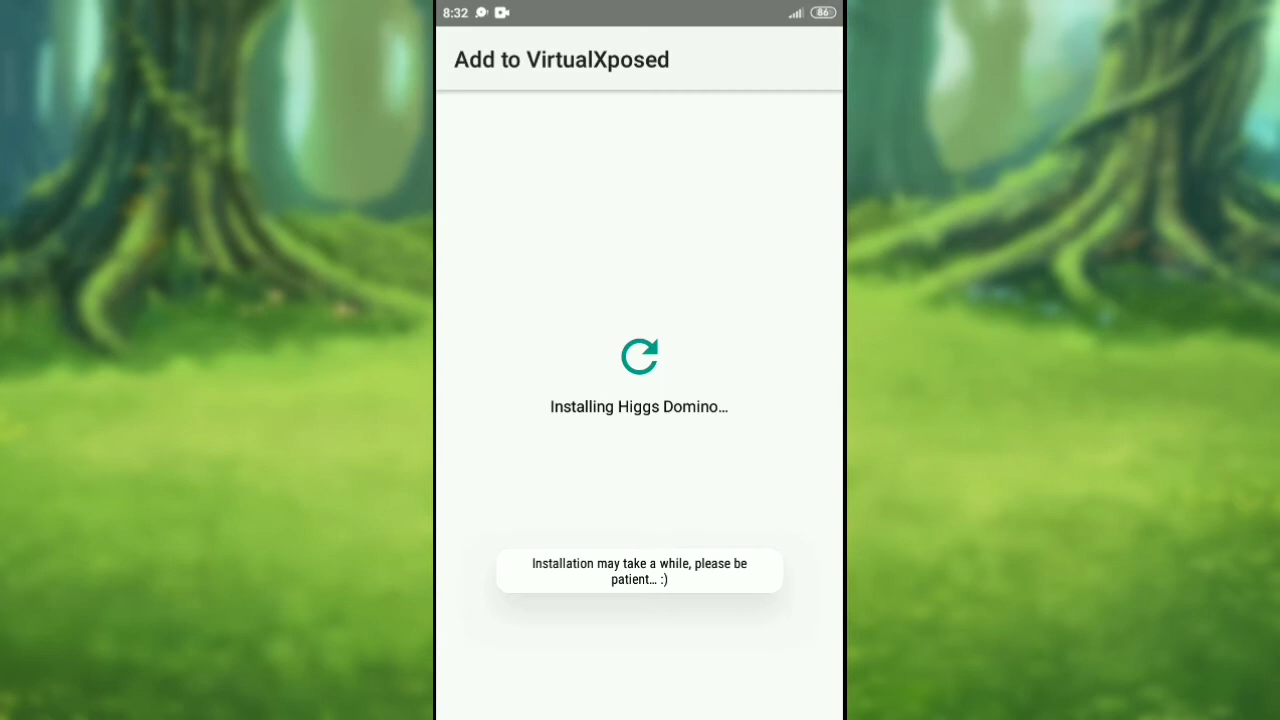 8:32
86
Add to VirtualXposed
Installing Higgs Domino…
Installation may take a while, please be
patient… :)